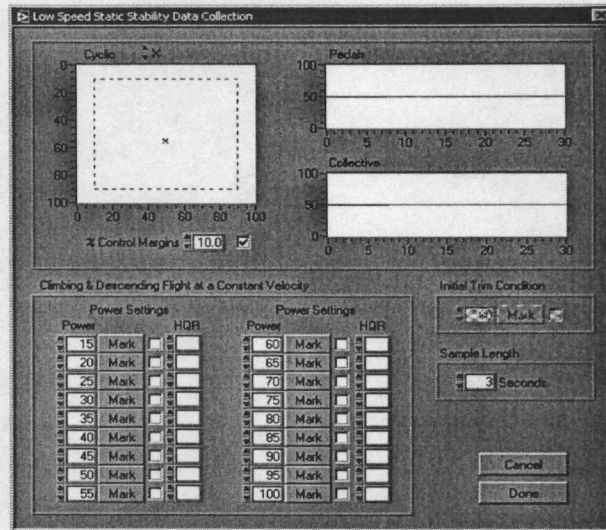 Low Speed Static Stability Data Collection
Cyclic
0
20
40
60
80
100
0 20 40 60 80 100
% Control Margins 10.0
Pedals
100
50
0
0 5 10 15 20 25 30
Collective
100
50
0
0 5 10 15 20 25 30
Climbing & Descending Flight at a Constant Velocity
Power Settings
Power HQR
15 Mark
20 Mark
25 Mark
30 Mark
35 Mark
40 Mark
45 Mark
50 Mark
55 Mark
Power Settings
Power HQR
60 Mark
65 Mark
70 Mark
75 Mark
80 Mark
85 Mark
90 Mark
95 Mark
100 Mark
Initial Trim Condition
Mark
Sample Length
3 Seconds
Cancel
Done